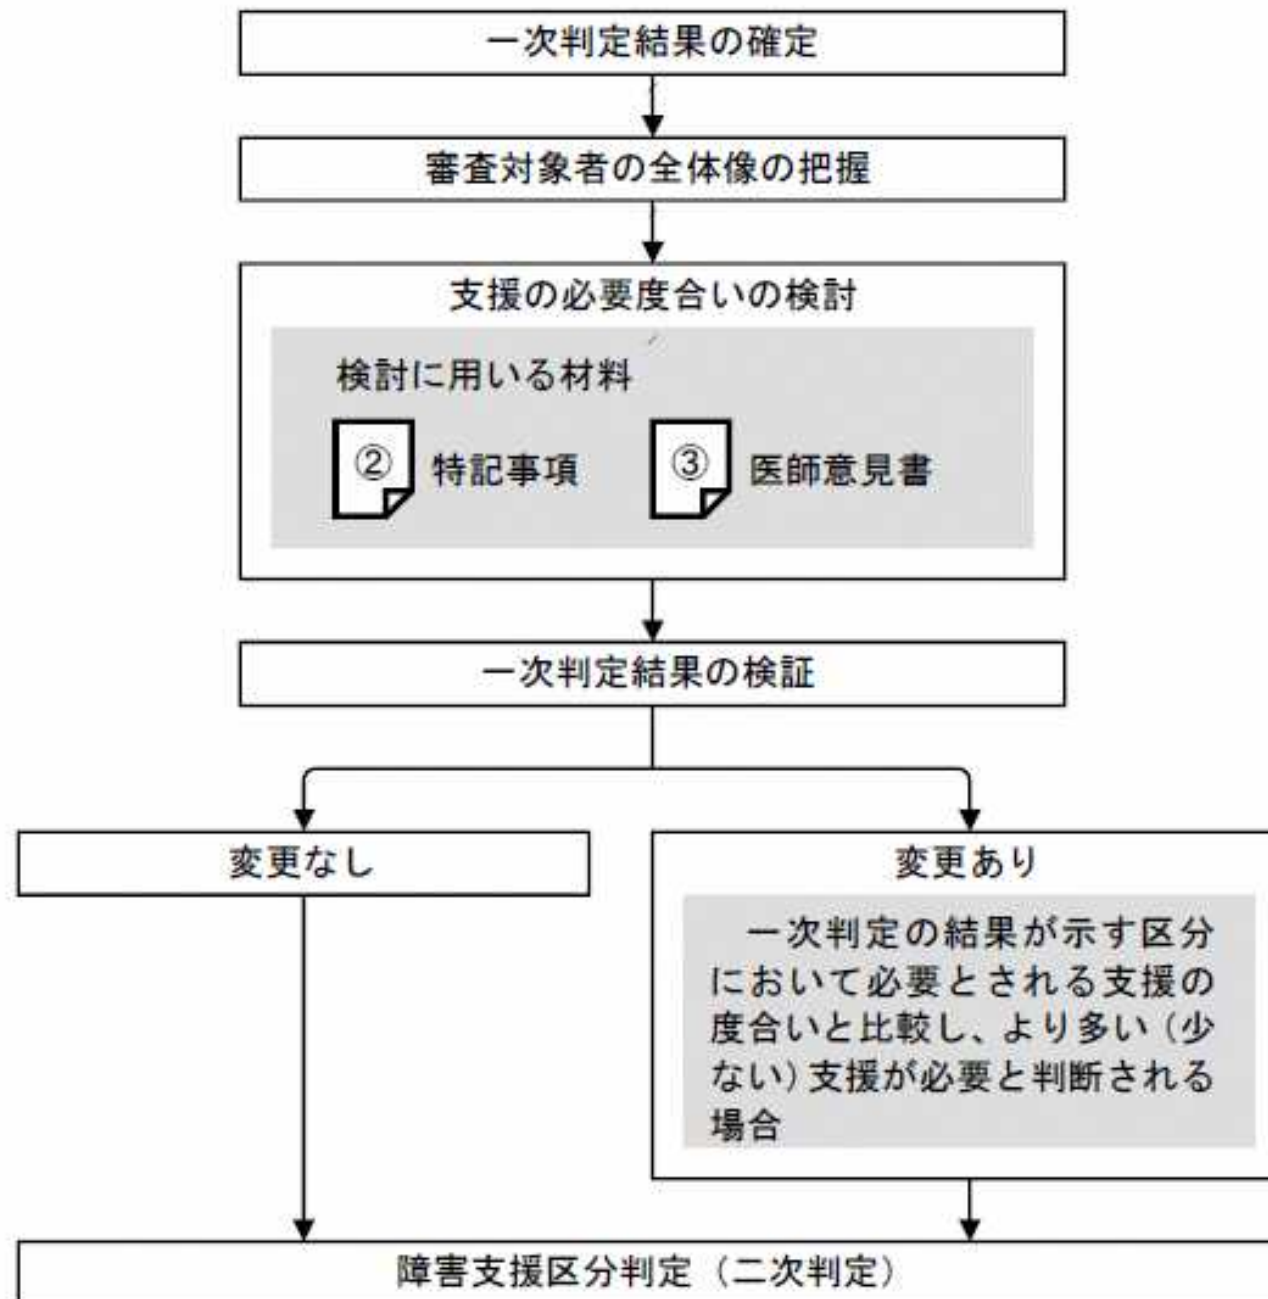 一次判定結果の確定
審査対象者の全体像の把握
支援の必要度合いの検討
検討に用いる材料
② 特記事項 ③ 医師意見書
一次判定結果の検証
変更なし
変更あり
一次判定の結果が示す区分
において必要とされる支援の
度合いと比較し、より多い（少
ない）支援が必要と判断される
場合
障害支援区分判定（二次判定）